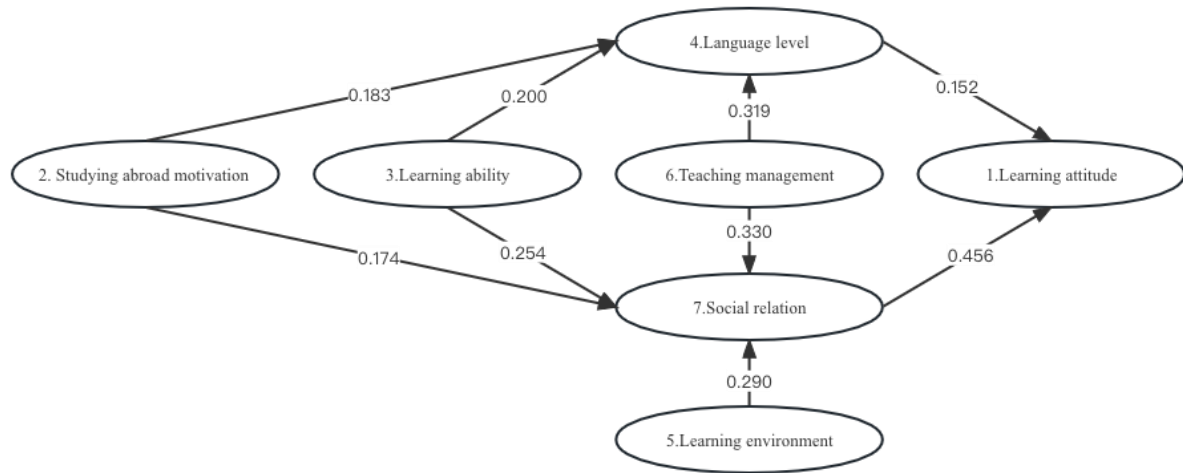 4.Language level
0.183
0.200
0.152
0.319
2. Studying abroad motivation
3.Learning ability
6.Teaching management
1.Learning attitude
0.330
0.174
0.254
0.456
7.Social relation
0.290
5.Learning environment